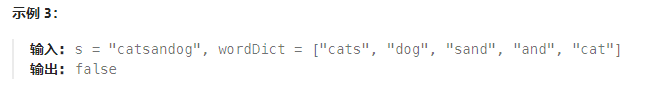 示例 3：
输入: s = "catsandog", wordDict = ["cats", "dog", "sand", "and", "cat"]
输出: false